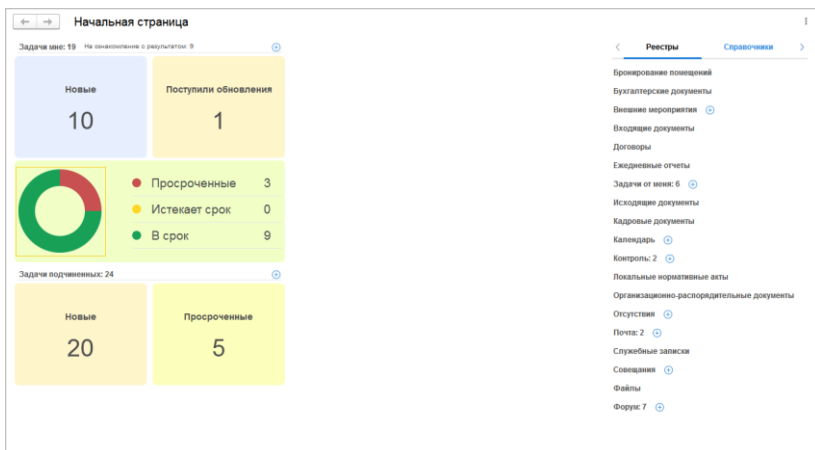 Начальная страница
Задачи мне: 19 На ознакомление с результатом: 9
Новые
10
Поступили обновления
1
Просроченные 3
Истекает срок 0
В срок 9
Задачи подчиненных: 24
Новые
20
Просроченные
5
Реестры Справочники
Бронирование помещений
Бухгалтерские документы
Внешние мероприятия
Входящие документы
Договоры
Ежедневные отчеты
Задачи от меня: 6
Исходящие документы
Кадровые документы
Календарь
Контроль: 2
Локальные нормативные акты
Организационно-распорядительные документы
Отсутствия
Почта: 2
Служебные записки
Совещания
Файлы
Форум: 7